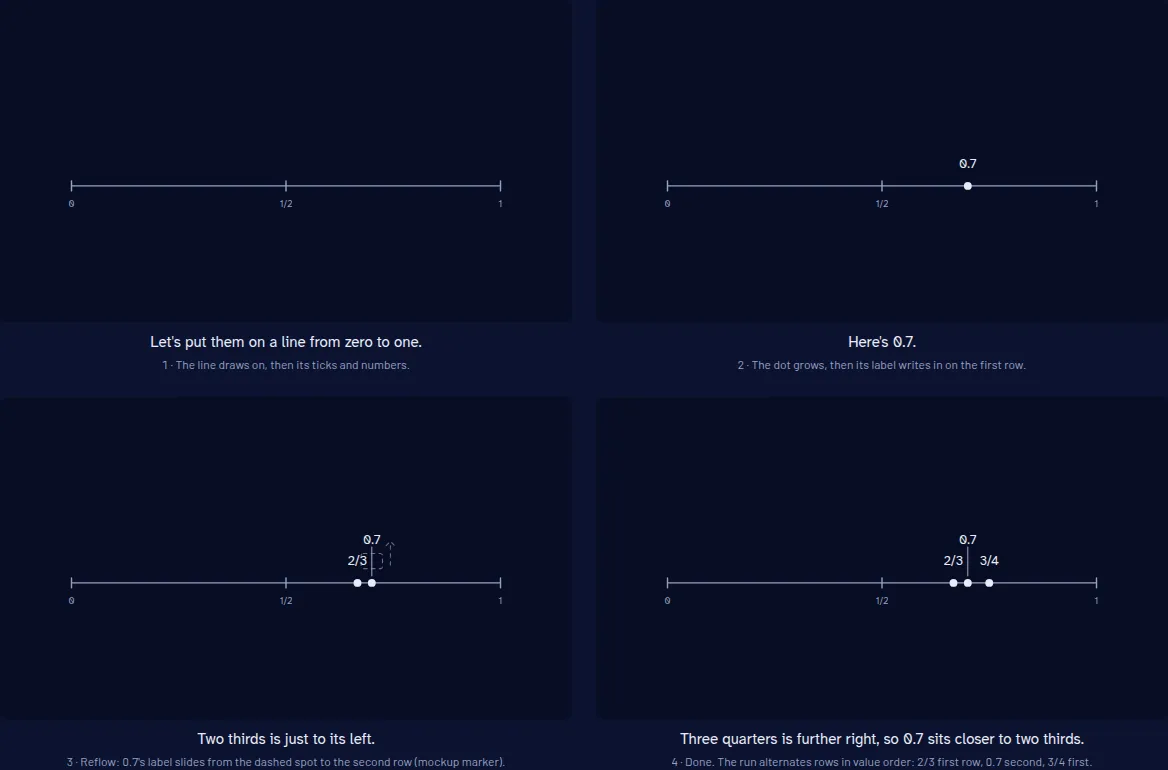 0 1/2 1
Let's put them on a line from zero to one.
1 · The line draws on, then its ticks and numbers.
0.7
0 1/2 1
Here's 0.7.
2 · The dot grows, then its label writes in on the first row.
0.7
2/3
0 1/2 1
Two thirds is just to its left.
3 · Reflow: 0.7's label slides from the dashed spot to the second row (mockup marker).
0.7
2/3 3/4
0 1/2 1
Three quarters is further right, so 0.7 sits closer to two thirds.
4 · Done. The run alternates rows in value order: 2/3 first row, 0.7 second, 3/4 first.